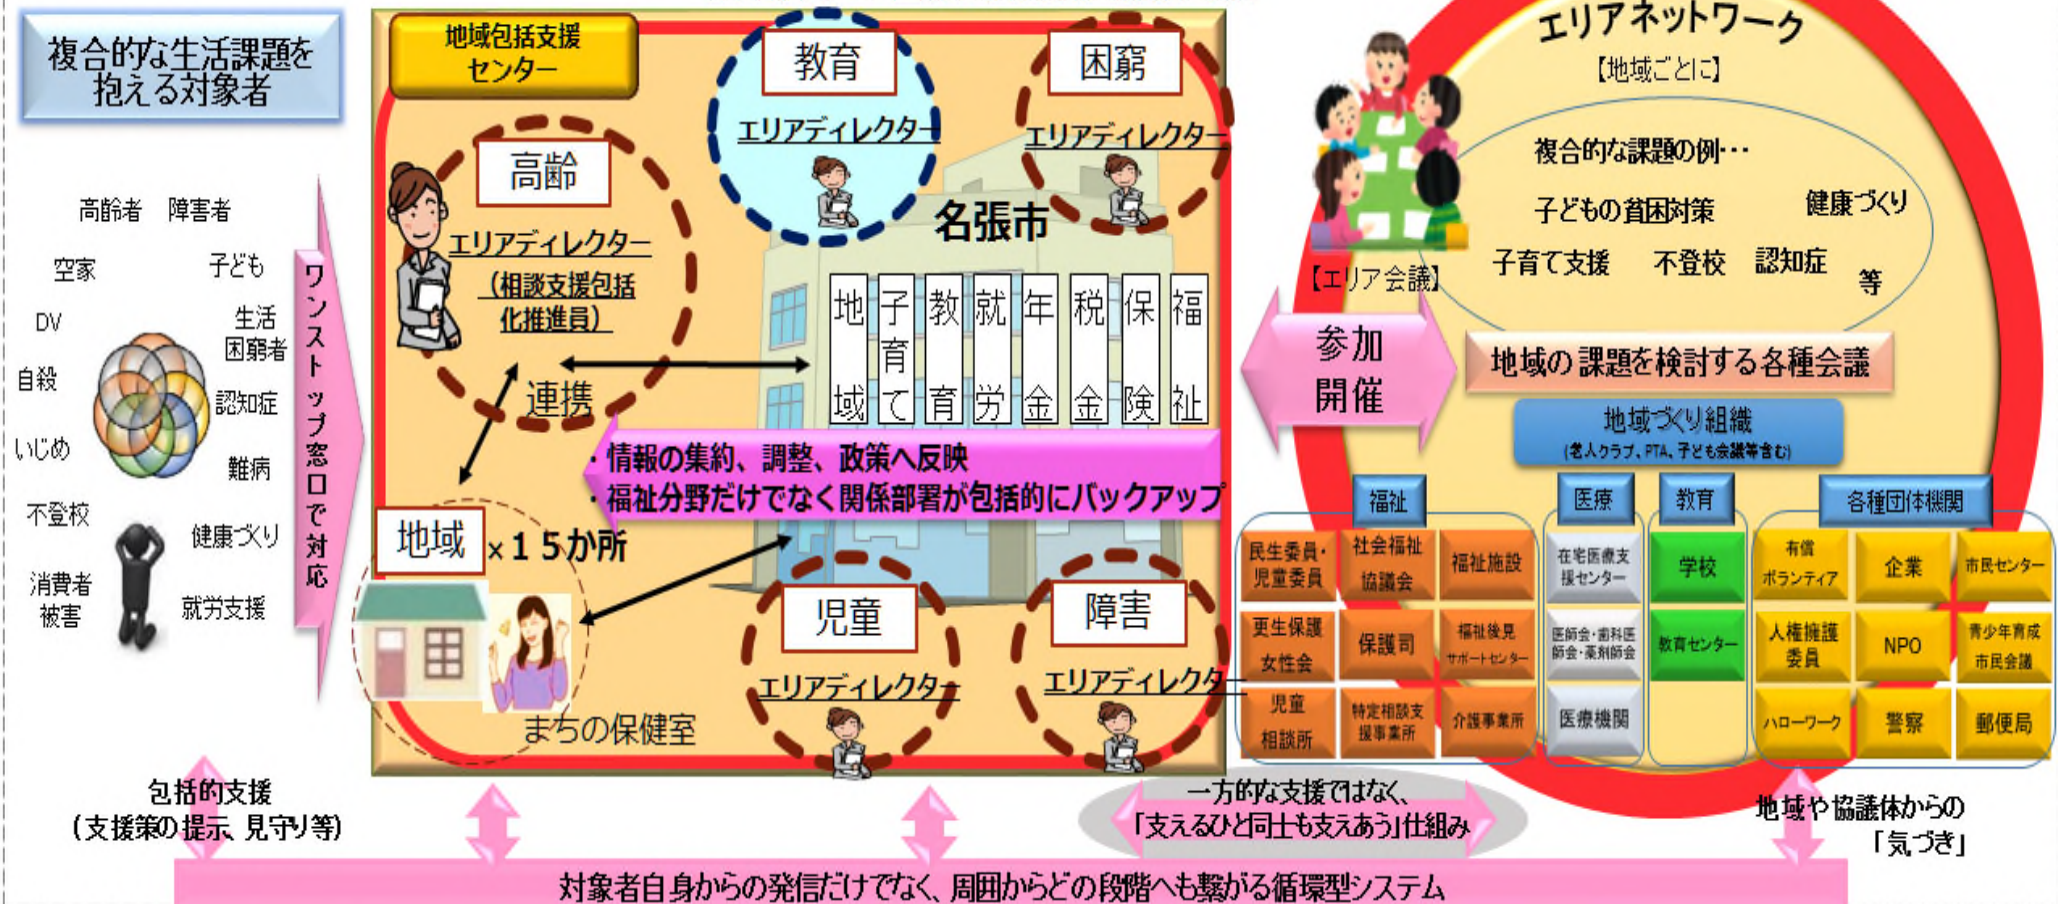 複合的な生活課題を
抱える対象者
高齢者 障害者
空家
子ども
DV
生活
困窮者
自殺
認知症
いじめ
難病
不登校
健康づくり
消費者
被害
就労支援
ワンストップ窓口で対応
包括的支援
(支援策の提示、見守り等)
地域包括支援
センター
高齢
エリアディレクター
(相談支援包括
化推進員)
連携
教育
エリアディレクター
困窮
エリアディレクター
名張市
地域
子育て
教育
就労
年金
税金
保険
福祉
・情報の集約、調整、政策へ反映
・福祉分野だけでなく関係部署が包括的にバックアップ
地域 ×15か所
まちの保健室
児童
エリアディレクター
障害
エリアディレクター
エリアネットワーク
【地域ごとに】
複合的な課題の例…
子どもの貧困対策
健康づくり
子育て支援 不登校 認知症
等
【エリア会議】
参加
開催
地域の課題を検討する各種会議
地域づくり組織
(老人クラブ、PTA、子ども会議等含む)
福祉
民生委員・
児童委員
社会福祉
協議会
福祉施設
更生保護
女性会
保護司
福祉後見
サポートセンター
児童
相談所
特定相談支
援事業所
介護事業所
医療
在宅医療支
援センター
医師会・歯科医
師会・薬剤師会
医療機関
教育
学校
教育センター
各種団体機関
有償
ボランティア
企業
市民センター
人権擁護
委員
NPO
青少年育成
市民会議
ハローワーク
警察
郵便局
一方的な支援ではなく、
「支えるひと同士も支えあう」仕組み
地域や協議体からの
「気づき」
対象者自身からの発信だけでなく、周囲からどの段階へも繋がる循環型システム